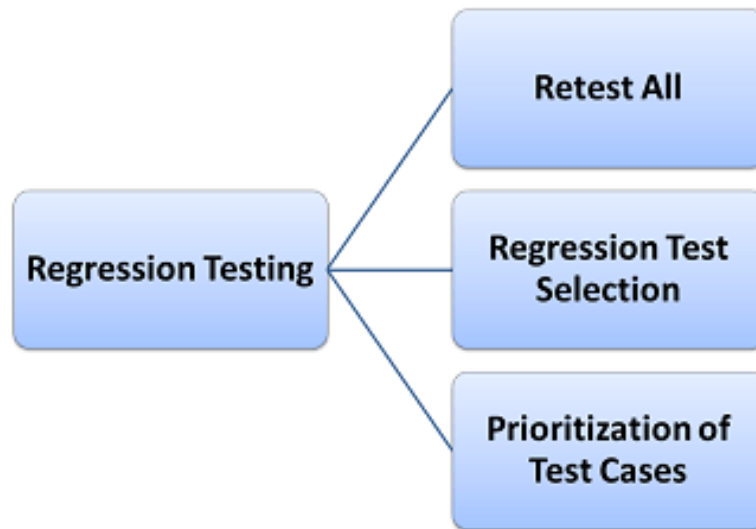 Retest All
Regression Testing
Regression Test
Selection
Prioritization of
Test Cases